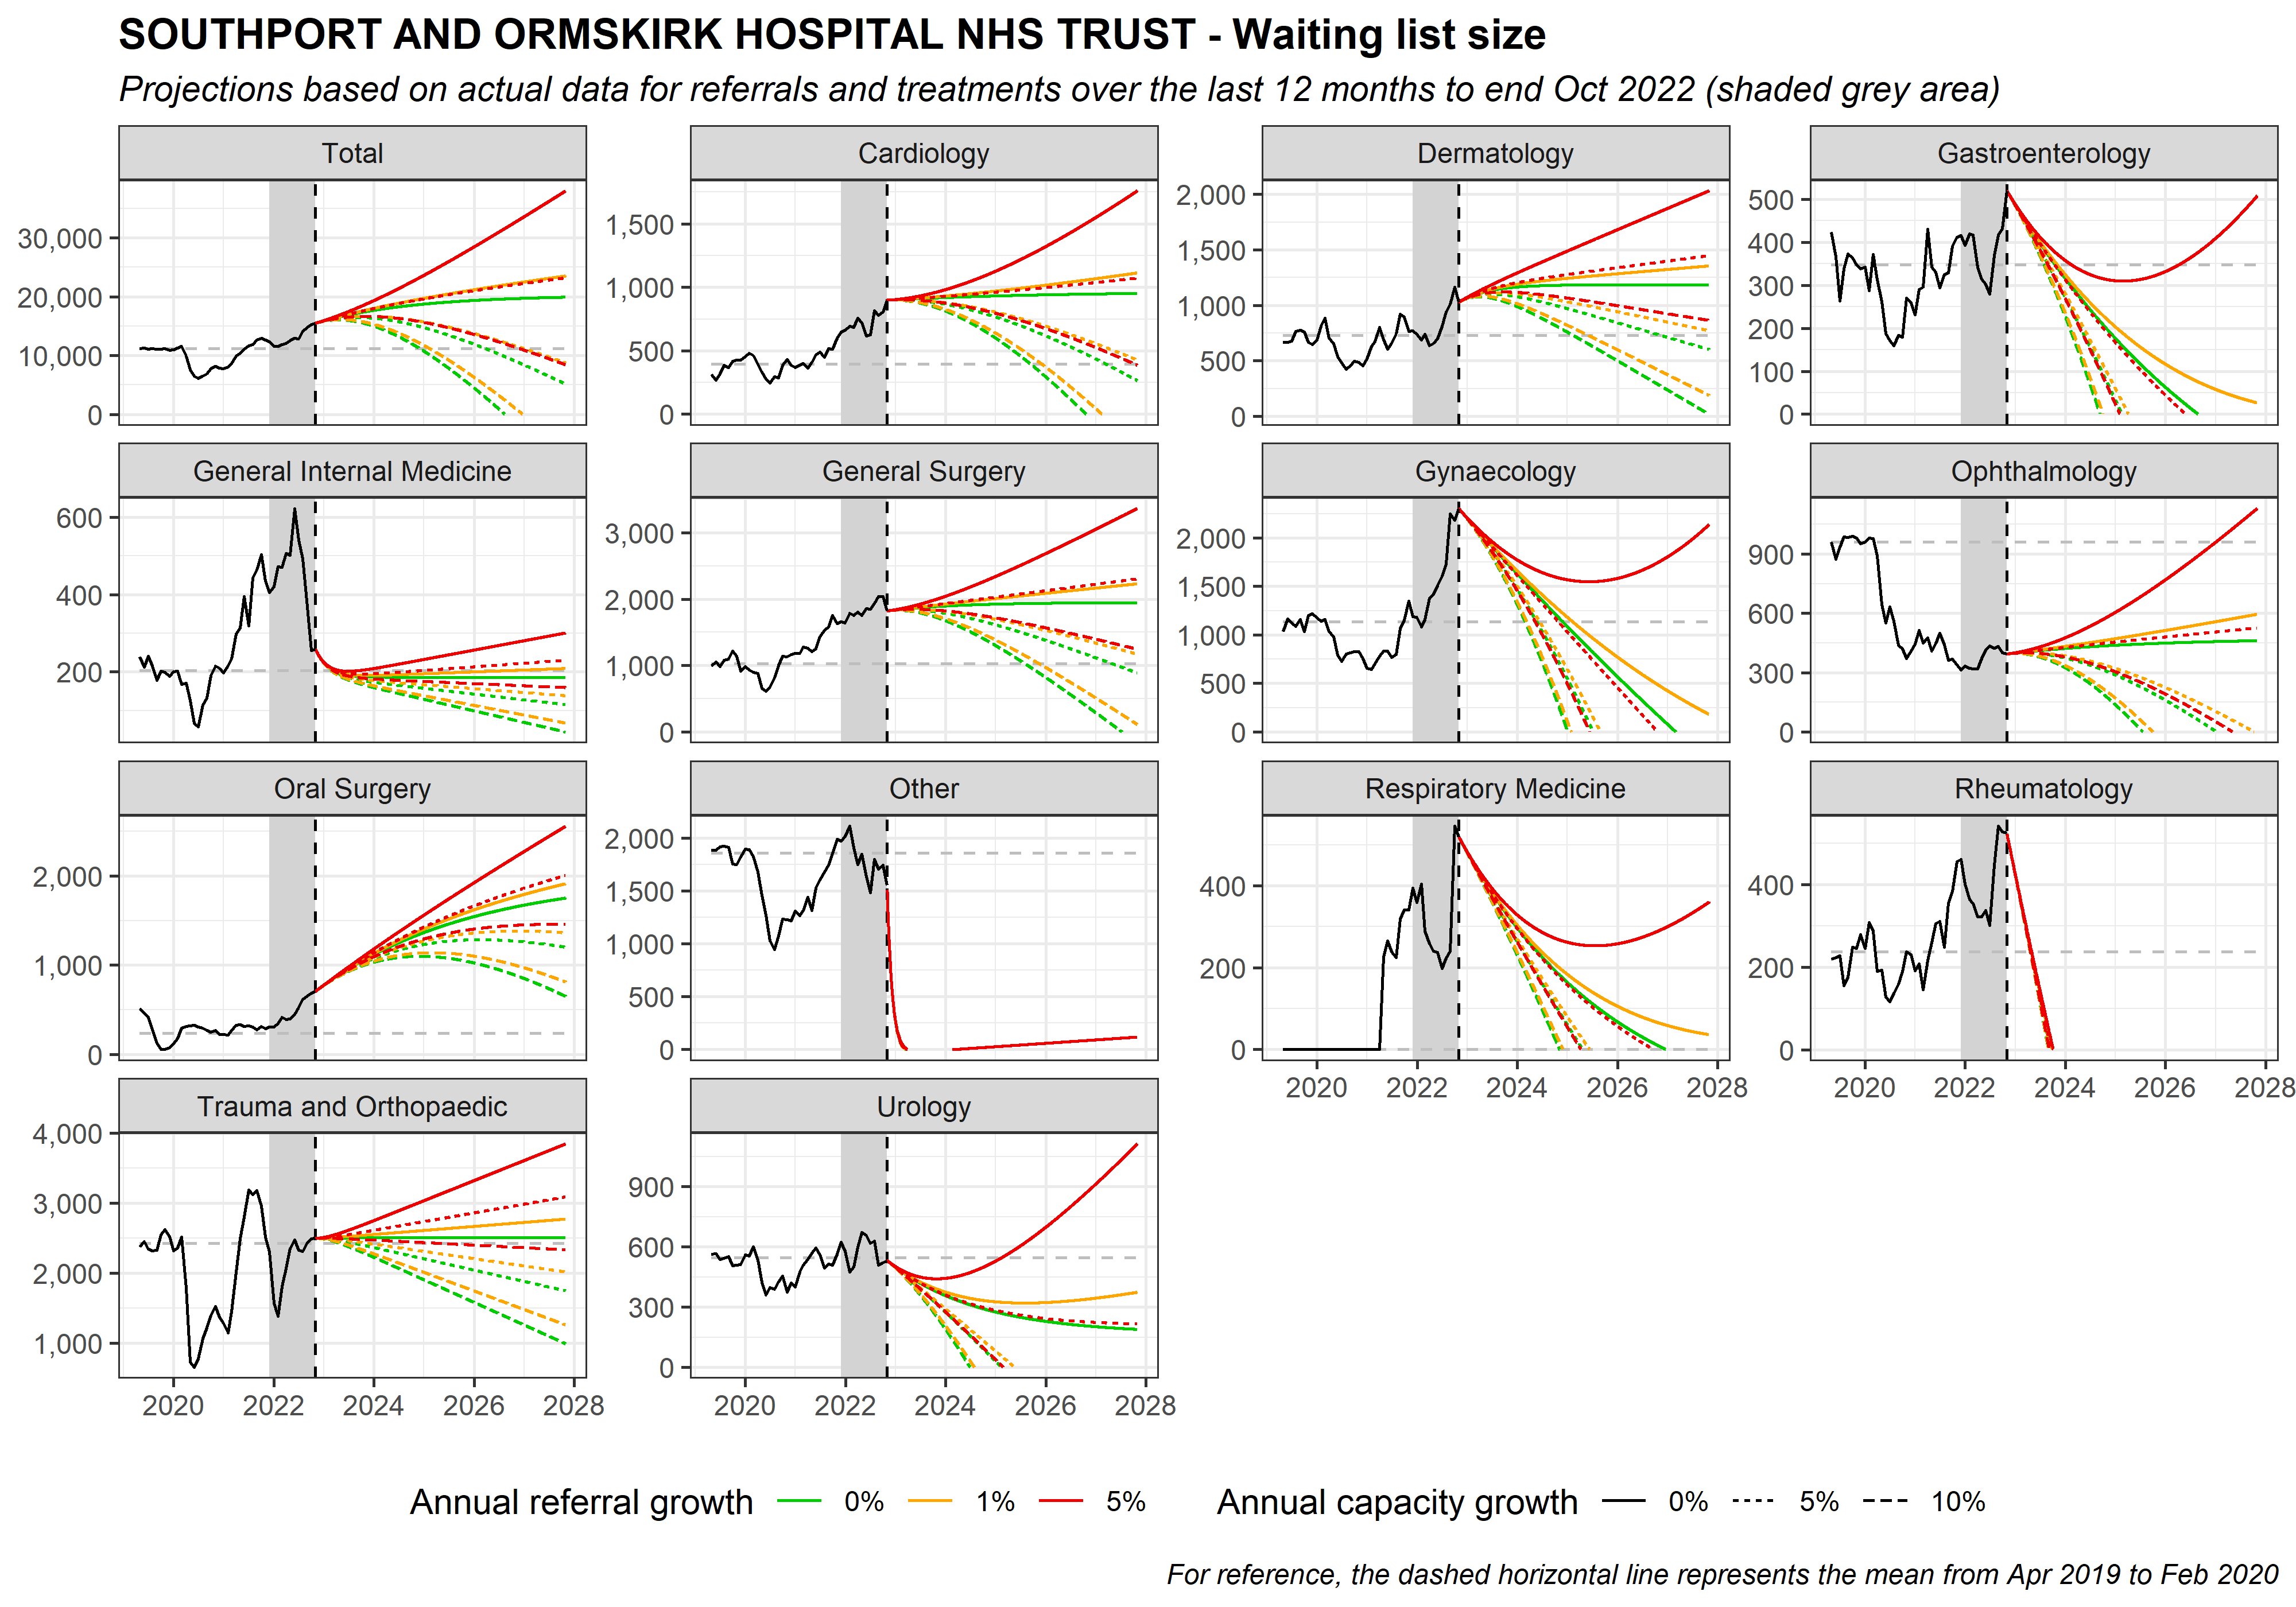 SOUTHPORT AND ORMSKIRK HOSPITAL NHS TRUST - Waiting list size
Projections based on actual data for referrals and treatments over the last 12 months to end Oct 2022 (shaded grey area)
Total
30,000
20,000
10,000
0
Cardiology
1,500
1,000
500
0
Dermatology
2,000
1,500
1,000
500
0
Gastroenterology
500
400
300
200
100
0
General Internal Medicine
600
400
200
General Surgery
3,000
2,000
1,000
0
Gynaecology
2,000
1,500
1,000
500
0
Ophthalmology
900
600
300
0
Oral Surgery
2,000
1,000
0
Other
2,000
1,500
1,000
500
0
Respiratory Medicine
400
200
0
2020 2022 2024 2026 2028
Rheumatology
400
200
0
2020 2022 2024 2026 2028
Trauma and Orthopaedic
4,000
3,000
2,000
1,000
2020 2022 2024 2026 2028
Urology
900
600
300
0
2020 2022 2024 2026 2028
Annual referral growth 0% 1% 5% Annual capacity growth 0% 5% 10%
For reference, the dashed horizontal line represents the mean from Apr 2019 to Feb 2020